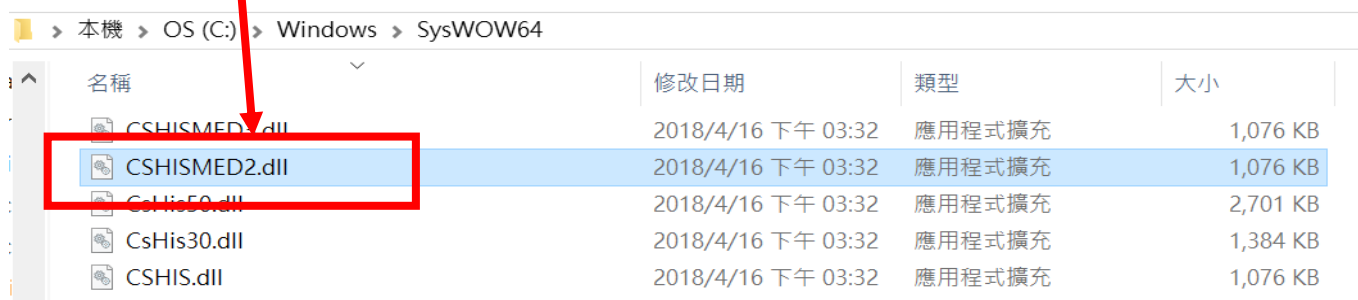 本機 > OS (C:) > Windows > SysWOW64
名稱 修改日期 類型 大小
2018/4/16 下午 03:32 應用程式擴充 1,076 KB
CSHISMED2.dll 2018/4/16 下午 03:32 應用程式擴充 1,076 KB
CsHis50.dll 2018/4/16 下午 03:32 應用程式擴充 2,701 KB
CsHis30.dll 2018/4/16 下午 03:32 應用程式擴充 1,384 KB
CSHIS.dll 2018/4/16 下午 03:32 應用程式擴充 1,076 KB